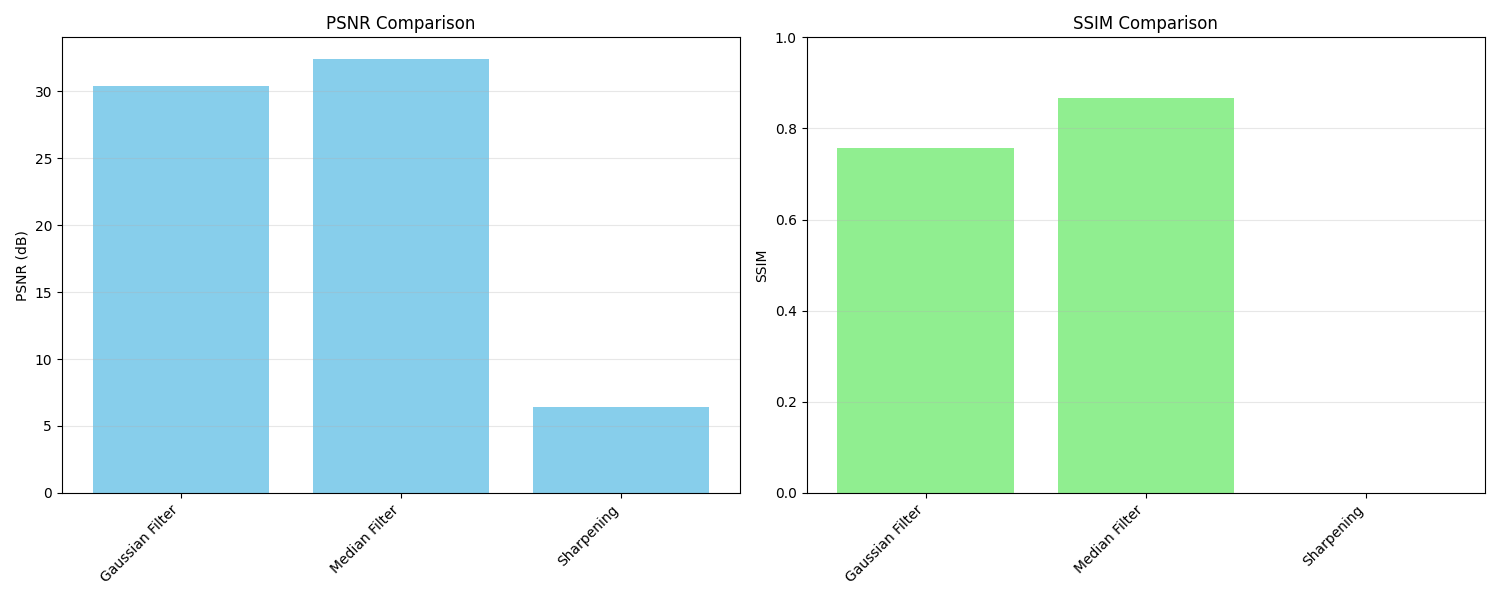 PSNR Comparison
PSNR (dB)
30
25
20
15
10
5
0
Gaussian Filter
Median Filter
Sharpening
SSIM Comparison
SSIM
1.0
0.8
0.6
0.4
0.2
0.0
Gaussian Filter
Median Filter
Sharpening